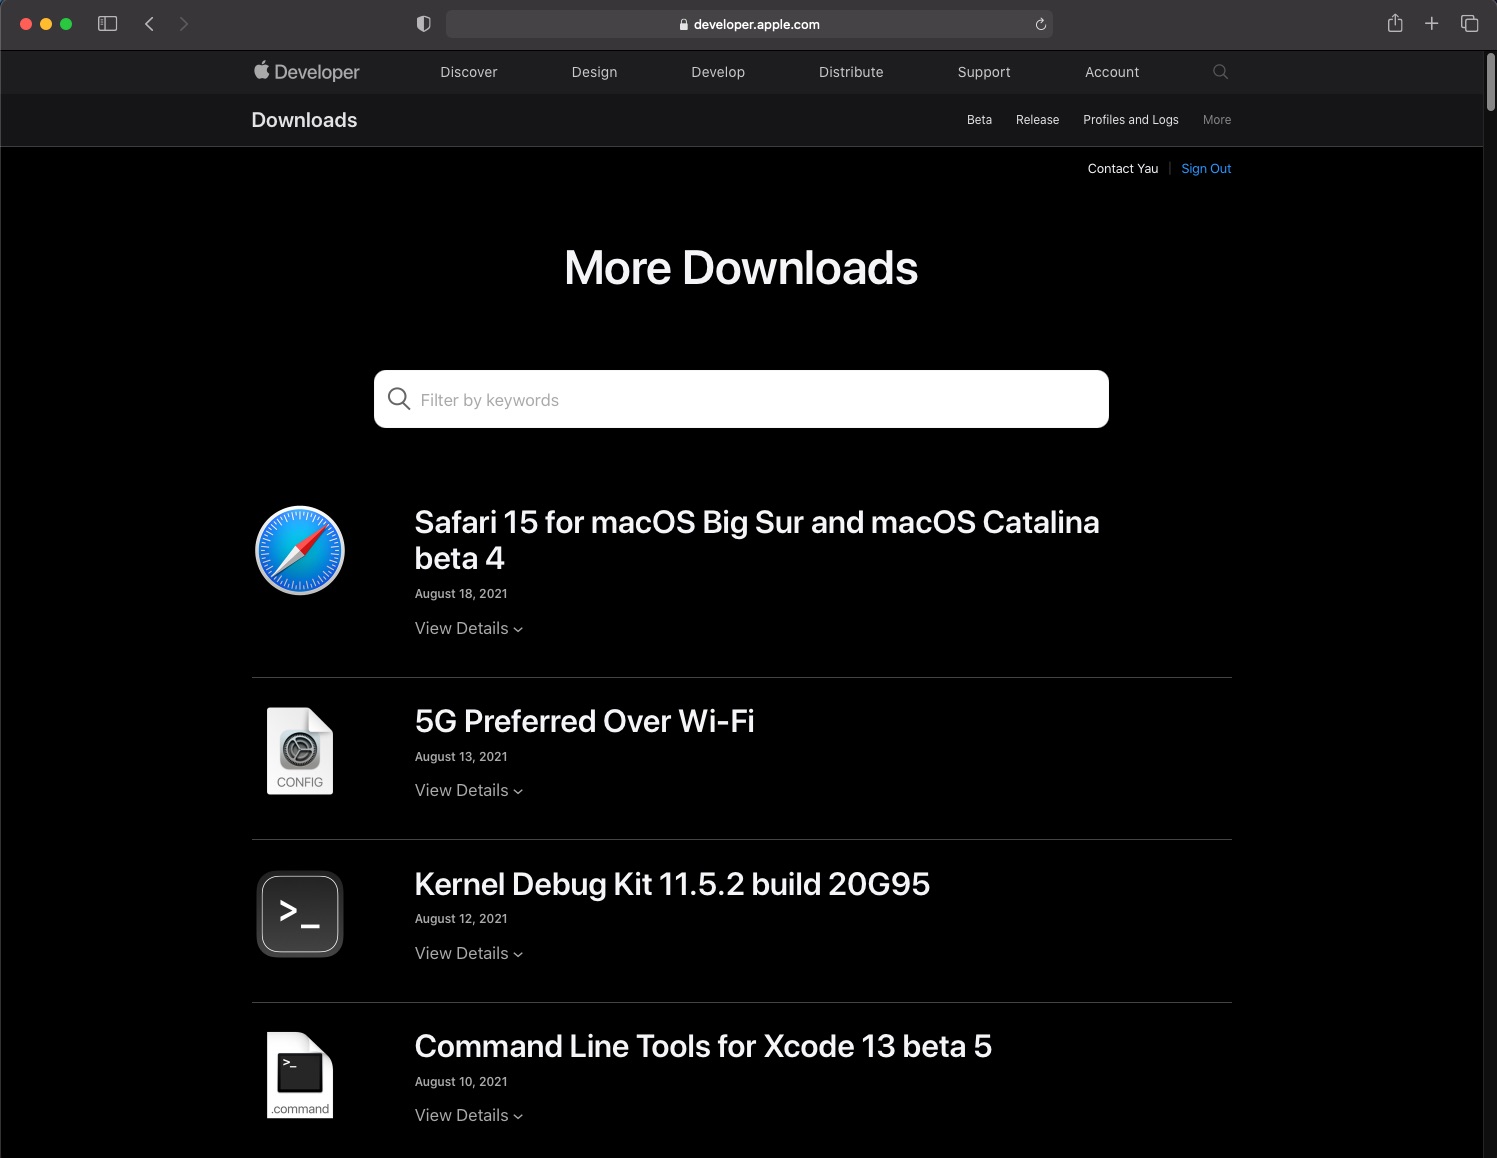 developer.apple.com
Developer
Discover
Design
Develop
Distribute
Support
Account
Downloads
Beta
Release
Profiles and Logs
More
Contact Yau
Sign Out
More Downloads
Filter by keywords
Safari 15 for macOS Big Sur and macOS Catalina
beta 4
August 18, 2021
View Details
5G Preferred Over Wi-Fi
CONFIG
August 13, 2021
View Details
Kernel Debug Kit 11.5.2 build 20G95
>_
August 12, 2021
View Details
Command Line Tools for Xcode 13 beta 5
>_
.command
August 10, 2021
View Details